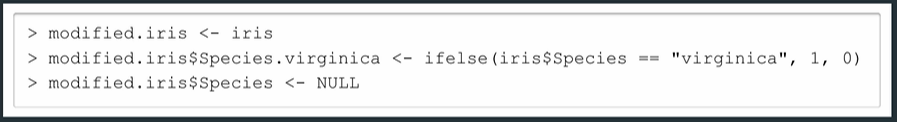 > modified.iris <- iris
> modified.iris$Species.virginica <- ifelse(iris$Species == "virginica", 1, 0)
> modified.iris$Species <- NULL